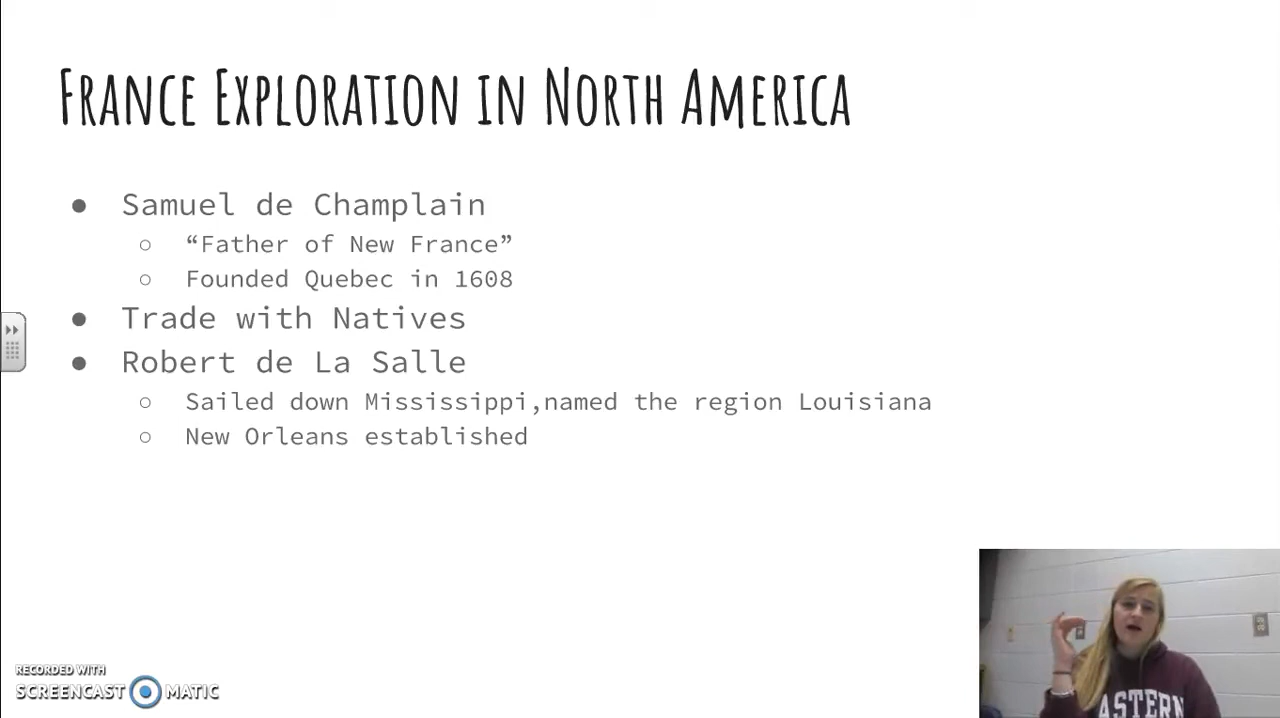 France Exploration in North America
● Samuel de Champlain
○ “Father of New France”
○ Founded Quebec in 1608
● Trade with Natives
● Robert de La Salle
○ Sailed down Mississippi,named the region Louisiana
○ New Orleans established
RECORDED WITH
SCREENCAST MATIC
ASTERN